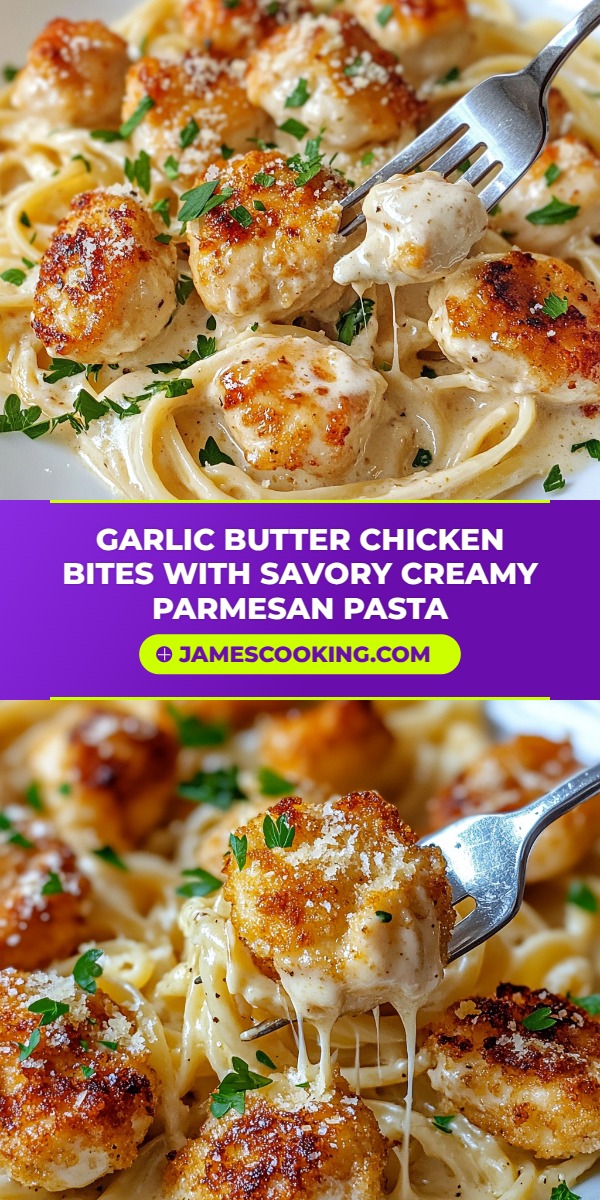 GARLIC BUTTER CHICKEN
BITES WITH SAVORY CREAMY
PARMESAN PASTA
JAMESCOOKING.COM